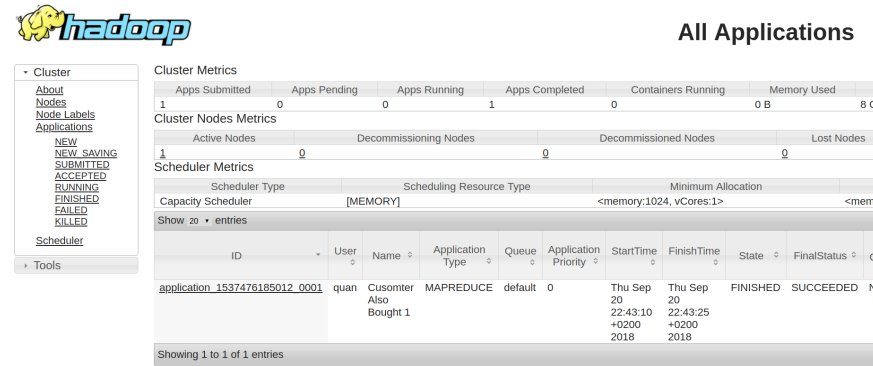 hadoop
All Applications
Cluster
About
Nodes
Node Labels
Applications
NEW
NEW_SAVING
SUBMITTED
ACCEPTED
RUNNING
FINISHED
FAILED
KILLED
Scheduler
Tools
Cluster Metrics
Apps Submitted Apps Pending Apps Running Apps Completed Containers Running Memory Used
1 0 0 1 0 0 B 8
Cluster Nodes Metrics
Active Nodes Decommissioning Nodes Decommissioned Nodes Lost Nodes
1 0 0 0
Scheduler Metrics
Scheduler Type Scheduling Resource Type Minimum Allocation
Capacity Scheduler [MEMORY] <memory:1024, vCores:1> <mem
Show 20 entries
ID User Name Application Type Queue Application Priority StartTime FinishTime State FinalStatus
application_1537476185012_0001 quan Cusomter Also Bought 1 MAPREDUCE default 0 Thu Sep 20 22:43:10 +0200 2018 Thu Sep 20 22:43:25 +0200 2018 FINISHED SUCCEEDED
Showing 1 to 1 of 1 entries